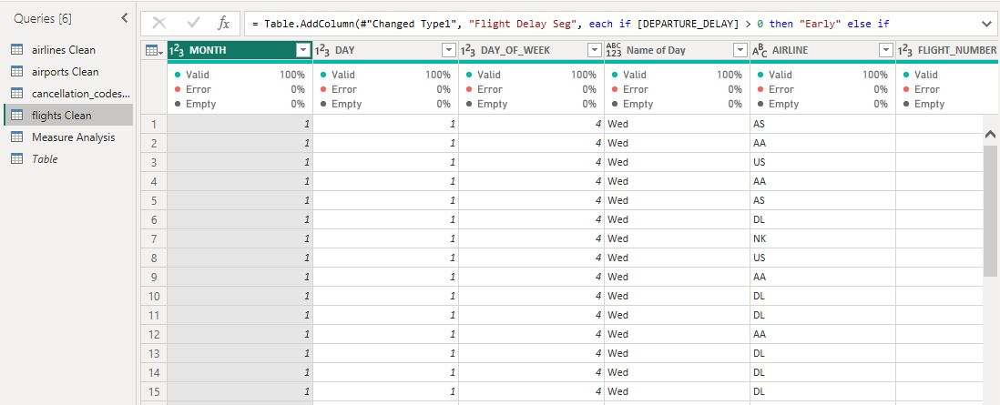 Queries [6]
= Table.AddColumn(#"Changed Type1", "Flight Delay Seg", each if [DEPARTURE_DELAY] > 0 then "Early" else if
airlines Clean
airports Clean
cancellation_codes...
flights Clean
Measure Analysis
Table
123 MONTH 123 DAY 123 DAY_OF_WEEK ABC 123 Name of Day ABC AIRLINE 123 FLIGHT_NUMBER
Valid 100% Valid 100% Valid 100% Valid 100% Valid 100% Valid
Error 0% Error 0% Error 0% Error 0% Error 0% Error
Empty 0% Empty 0% Empty 0% Empty 0% Empty 0% Empty
1 1 1 4 Wed AS
2 1 1 4 Wed AA
3 1 1 4 Wed US
4 1 1 4 Wed AA
5 1 1 4 Wed AS
6 1 1 4 Wed DL
7 1 1 4 Wed NK
8 1 1 4 Wed US
9 1 1 4 Wed AA
10 1 1 4 Wed DL
11 1 1 4 Wed DL
12 1 1 4 Wed AA
13 1 1 4 Wed DL
14 1 1 4 Wed DL
15 1 1 4 Wed DL